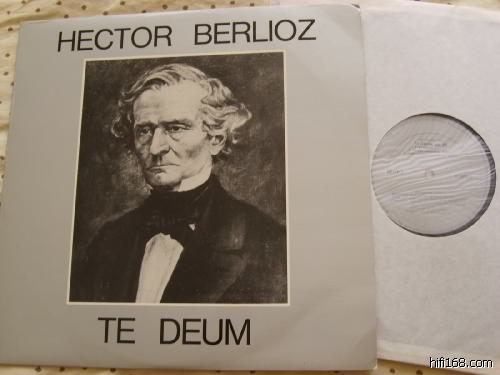 HECTOR BERLIOZ
TE DEUM
hifi168.com